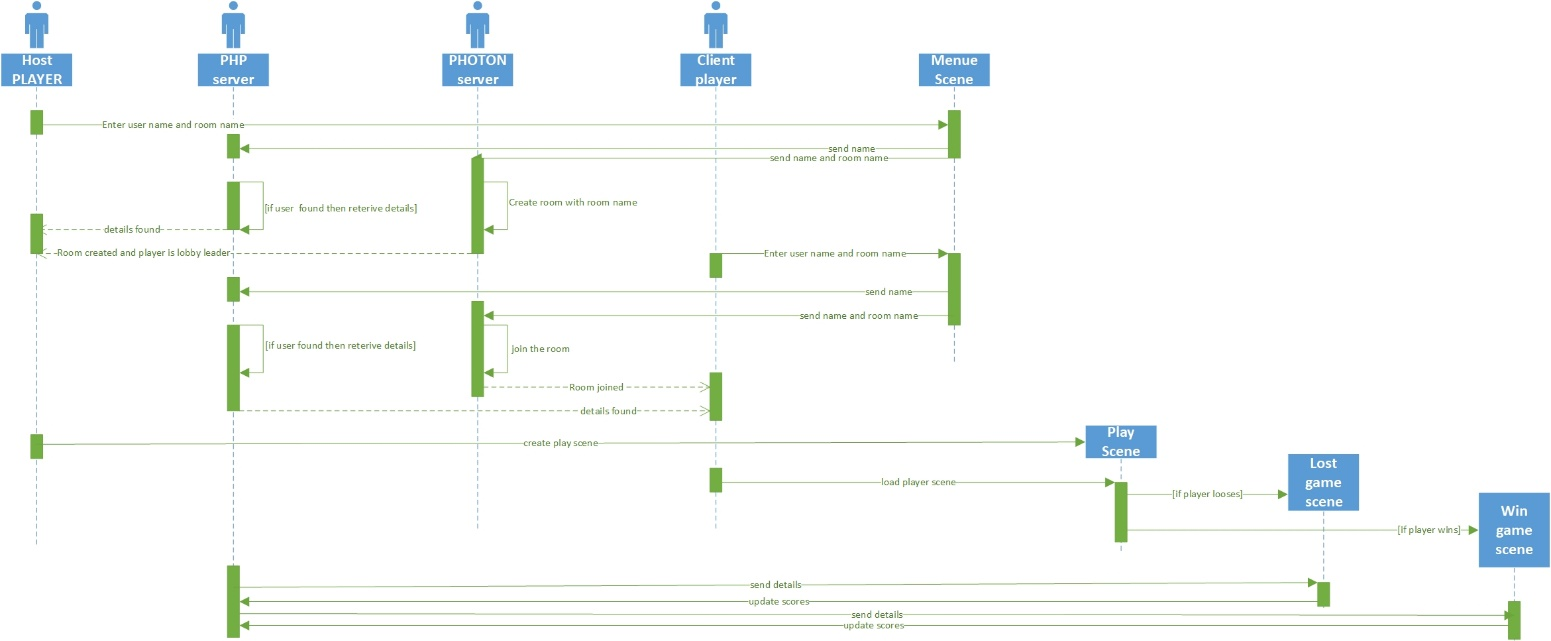 Host
PLAYER
PHP
server
PHOTON
server
Client
player
Menue
Scene
Enter user name and room name
send name
send name and room name
Create room with room name
[if user found then reterive details]
details found
Room created and player is lobby leader
Enter user name and room name
send name
send name and room name
[if user found then reterive details]
join the room
Room joined
details found
Play
Scene
create play scene
Lost
game
scene
load player scene
[if player looses]
Win
game
scene
[If player wins]
send details
update scores
send details
update scores